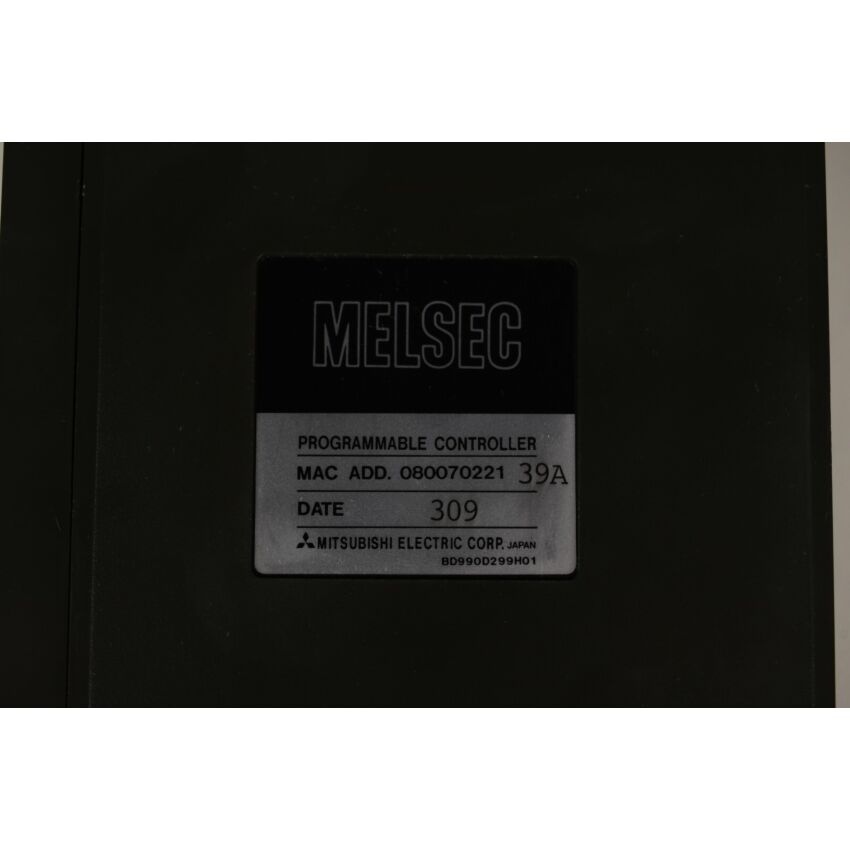 MELSEC
PROGRAMMABLE CONTROLLER
MAC ADD. 080070221 39A
DATE 309
MITSUBISHI ELECTRIC CORP. JAPAN
BD990D299H01